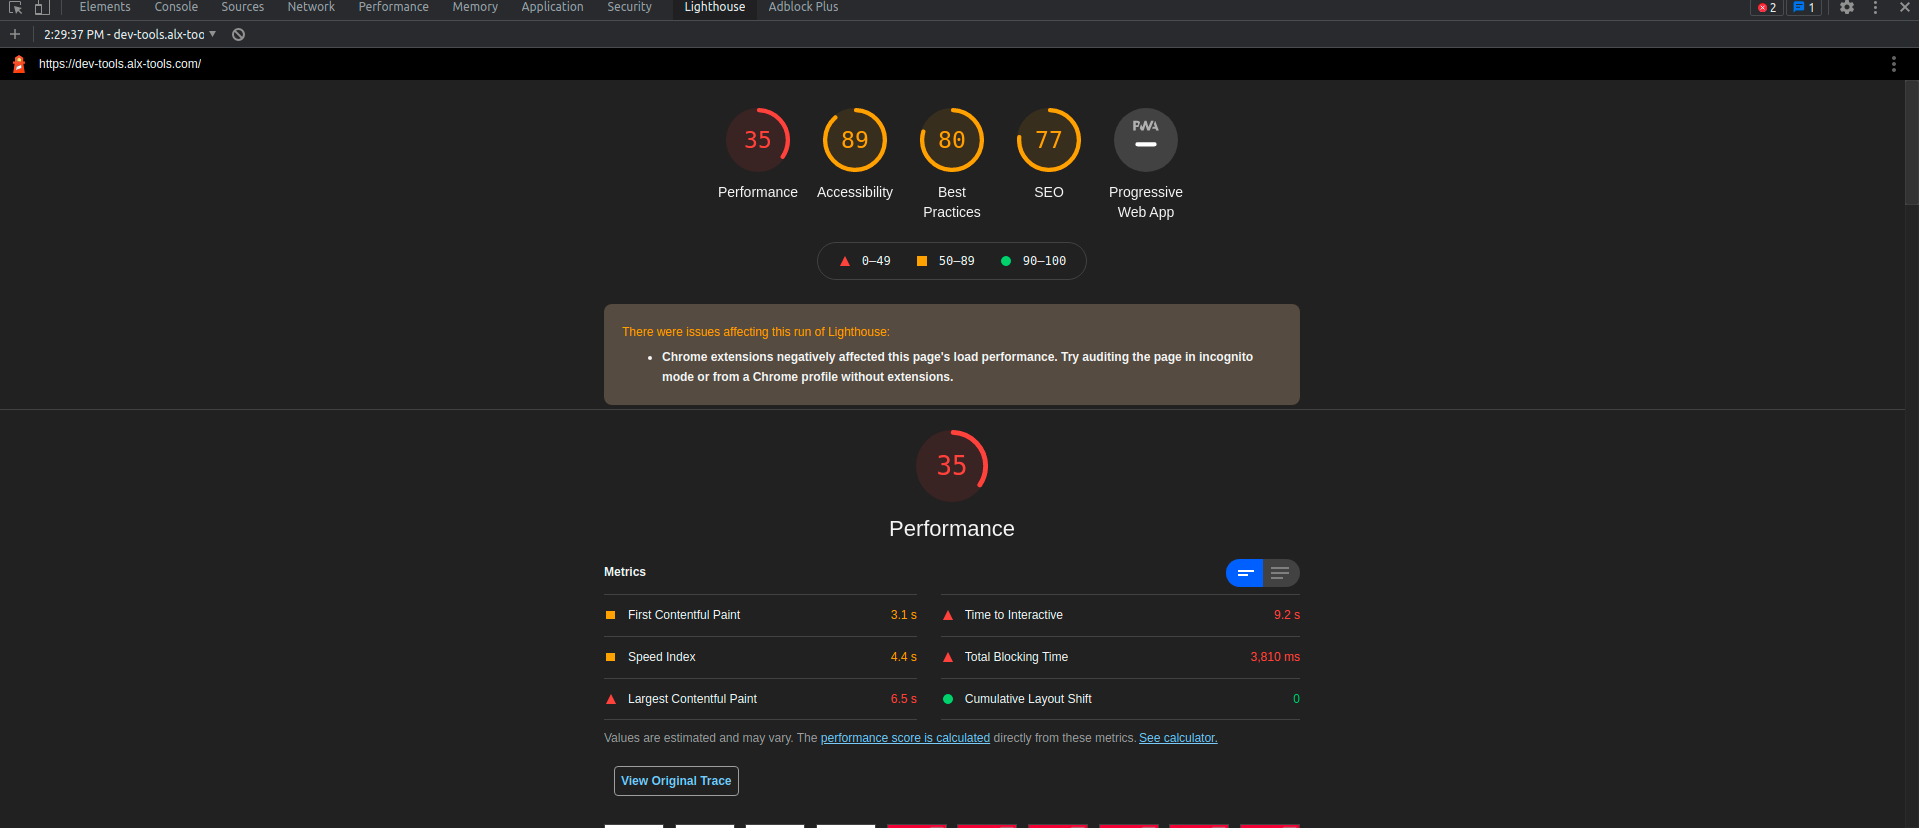 Elements Console Sources Network Performance Memory Application Security Lighthouse Adblock Plus 2 1
2:29:37 PM - dev-tools.alx-too
https://dev-tools.alx-tools.com/
35 89 80 77 PWA
Performance Accessibility Best Practices SEO Progressive Web App
0–49 50–89 90–100
There were issues affecting this run of Lighthouse:
• Chrome extensions negatively affected this page's load performance. Try auditing the page in incognito
mode or from a Chrome profile without extensions.
35
Performance
Metrics
First Contentful Paint 3.1 s
Time to Interactive 9.2 s
Speed Index 4.4 s
Total Blocking Time 3,810 ms
Largest Contentful Paint 6.5 s
Cumulative Layout Shift 0
Values are estimated and may vary. The performance score is calculated directly from these metrics. See calculator.
View Original Trace